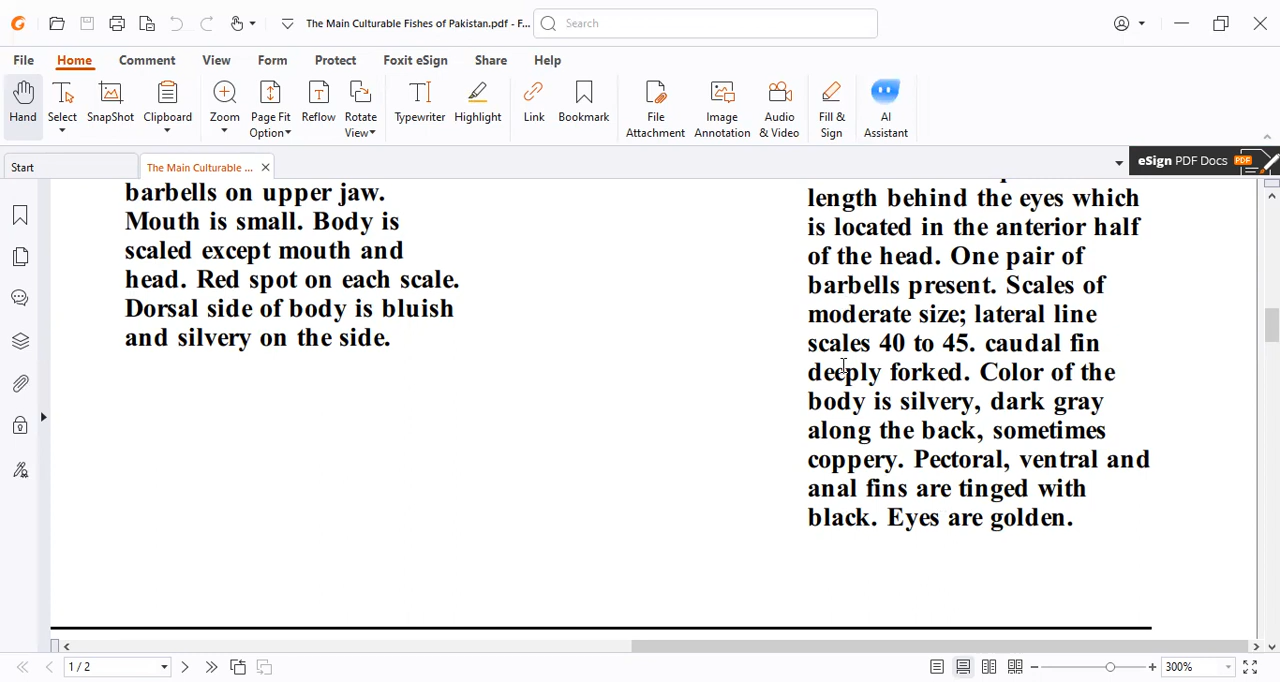 The Main Culturable Fishes of Pakistan.pdf - F...
Search
File
Home
Comment
View
Form
Protect
Foxit eSign
Share
Help
Hand
Select
SnapShot
Clipboard
Zoom
Page Fit
Option
Reflow
Rotate
View
Typewriter
Highlight
Link
Bookmark
File
Attachment
Image
Annotation
Audio
& Video
Fill &
Sign
AI
Assistant
Start
The Main Culturable ...
eSign PDF Docs
PDF
barbells on upper jaw.
Mouth is small. Body is
scaled except mouth and
head. Red spot on each scale.
Dorsal side of body is bluish
and silvery on the side.
length behind the eyes which
is located in the anterior half
of the head. One pair of
barbells present. Scales of
moderate size; lateral line
scales 40 to 45. caudal fin
deeply forked. Color of the
body is silvery, dark gray
along the back, sometimes
coppery. Pectoral, ventral and
anal fins are tinged with
black. Eyes are golden.
1 / 2
300%